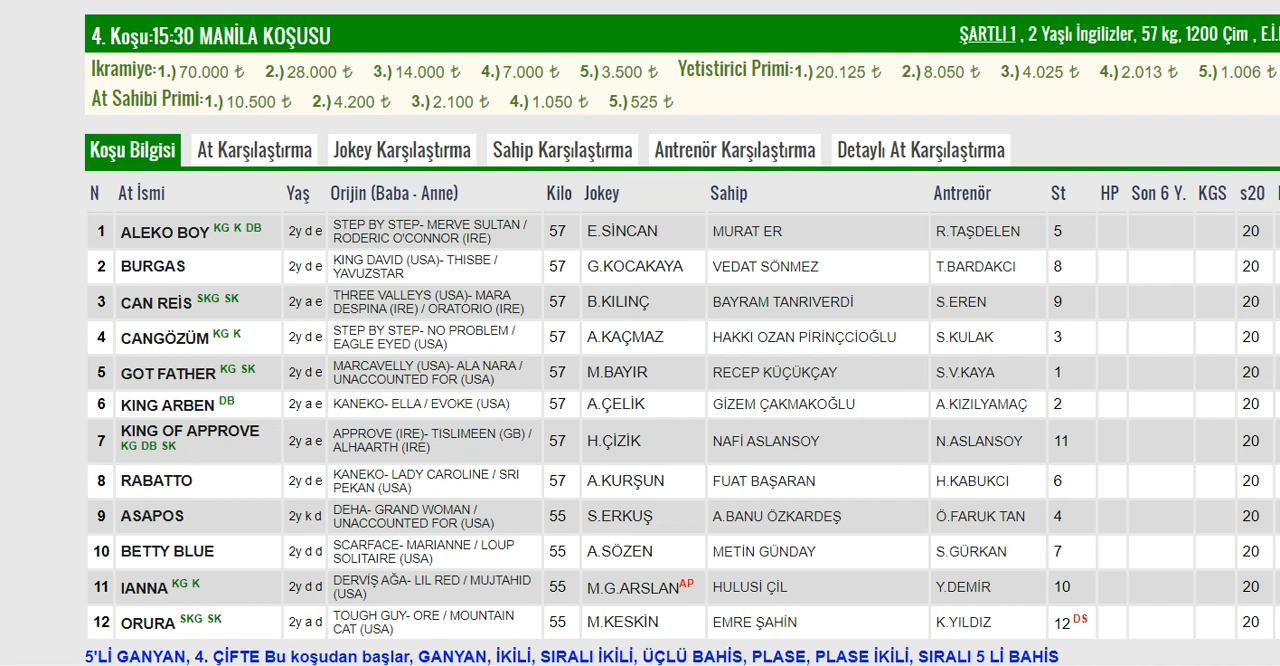 4. Koşu:15:30 MANİLA KOŞUSU ŞARTLI 1 , 2 Yaşlı İngilizler, 57 kg, 1200 Çim , E.İ.
İkramiye:1.) 70.000 ₺ 2.) 28.000 ₺ 3.) 14.000 ₺ 4.) 7.000 ₺ 5.) 3.500 ₺ Yetistirici Primi:1.) 20.125 ₺ 2.) 8.050 ₺ 3.) 4.025 ₺ 4.) 2.013 ₺ 5.) 1.006 ₺
At Sahibi Primi:1.) 10.500 ₺ 2.) 4.200 ₺ 3.) 2.100 ₺ 4.) 1.050 ₺ 5.) 525 ₺
Koşu Bilgisi At Karşılaştırma Jokey Karşılaştırma Sahip Karşılaştırma Antrenör Karşılaştırma Detaylı At Karşılaştırma
N At İsmi Yaş Orijin (Baba - Anne) Kilo Jokey Sahip Antrenör St HP Son 6 Y. KGS s20
1 ALEKO BOY KG K DB 2y d e STEP BY STEP- MERVE SULTAN / RODERIC O'CONNOR (IRE) 57 E.SİNCAN MURAT ER R.TAŞDELEN 5 20
2 BURGAS 2y d e KING DAVID (USA)- THISBE / YAVUZSTAR 57 G.KOCAKAYA VEDAT SÖNMEZ T.BARDAKCI 8 20
3 CAN REİS SKG SK 2y a e THREE VALLEYS (USA)- MARA DESPINA (IRE) / ORATORIO (IRE) 57 B.KILINÇ BAYRAM TANRIVERDİ S.EREN 9 20
4 CANGÖZÜM KG K 2y d e STEP BY STEP- NO PROBLEM / EAGLE EYED (USA) 57 A.KAÇMAZ HAKKI OZAN PİRİNÇCİOĞLU S.KULAK 3 20
5 GOT FATHER KG SK 2y d e MARCAVELLY (USA)- ALA NARA / UNACCOUNTED FOR (USA) 57 M.BAYIR RECEP KÜÇÜKÇAY S.V.KAYA 1 20
6 KING ARBEN DB 2y a e KANEKO- ELLA / EVOKE (USA) 57 A.ÇELİK GİZEM ÇAKMAKOĞLU A.KIZILYAMAÇ 2 20
7 KING OF APPROVE KG DB SK 2y a e APPROVE (IRE)- TISLIMEEN (GB) / ALHAARTH (IRE) 57 H.ÇİZİK NAFİ ASLANSOY N.ASLANSOY 11 20
8 RABATTO 2y d e KANEKO- LADY CAROLINE / SRI PEKAN (USA) 57 A.KURŞUN FUAT BAŞARAN H.KABUKCI 6 20
9 ASAPOS 2y k d DEHA- GRAND WOMAN / UNACCOUNTED FOR (USA) 55 S.ERKUŞ A.BANU ÖZKARDEŞ Ö.FARUK TAN 4 20
10 BETTY BLUE 2y d d SCARFACE- MARIANNE / LOUP SOLITAIRE (USA) 55 A.SÖZEN METİN GÜNDAY S.GÜRKAN 7 20
11 IANNA KG K 2y d d DERVİŞ AĞA- LIL RED / MUJTAHID (USA) 55 M.G.ARSLAN AP HULUSİ ÇİL Y.DEMİR 10 20
12 ORURA SKG SK 2y a d TOUGH GUY- ORE / MOUNTAIN CAT (USA) 55 M.KESKİN EMRE ŞAHİN K.YILDIZ 12 DS 20
5'Lİ GANYAN, 4. ÇİFTE Bu koşudan başlar, GANYAN, İKİLİ, SIRALI İKİLİ, ÜÇLÜ BAHİS, PLASE, PLASE İKİLİ, SIRALI 5 Lİ BAHİS